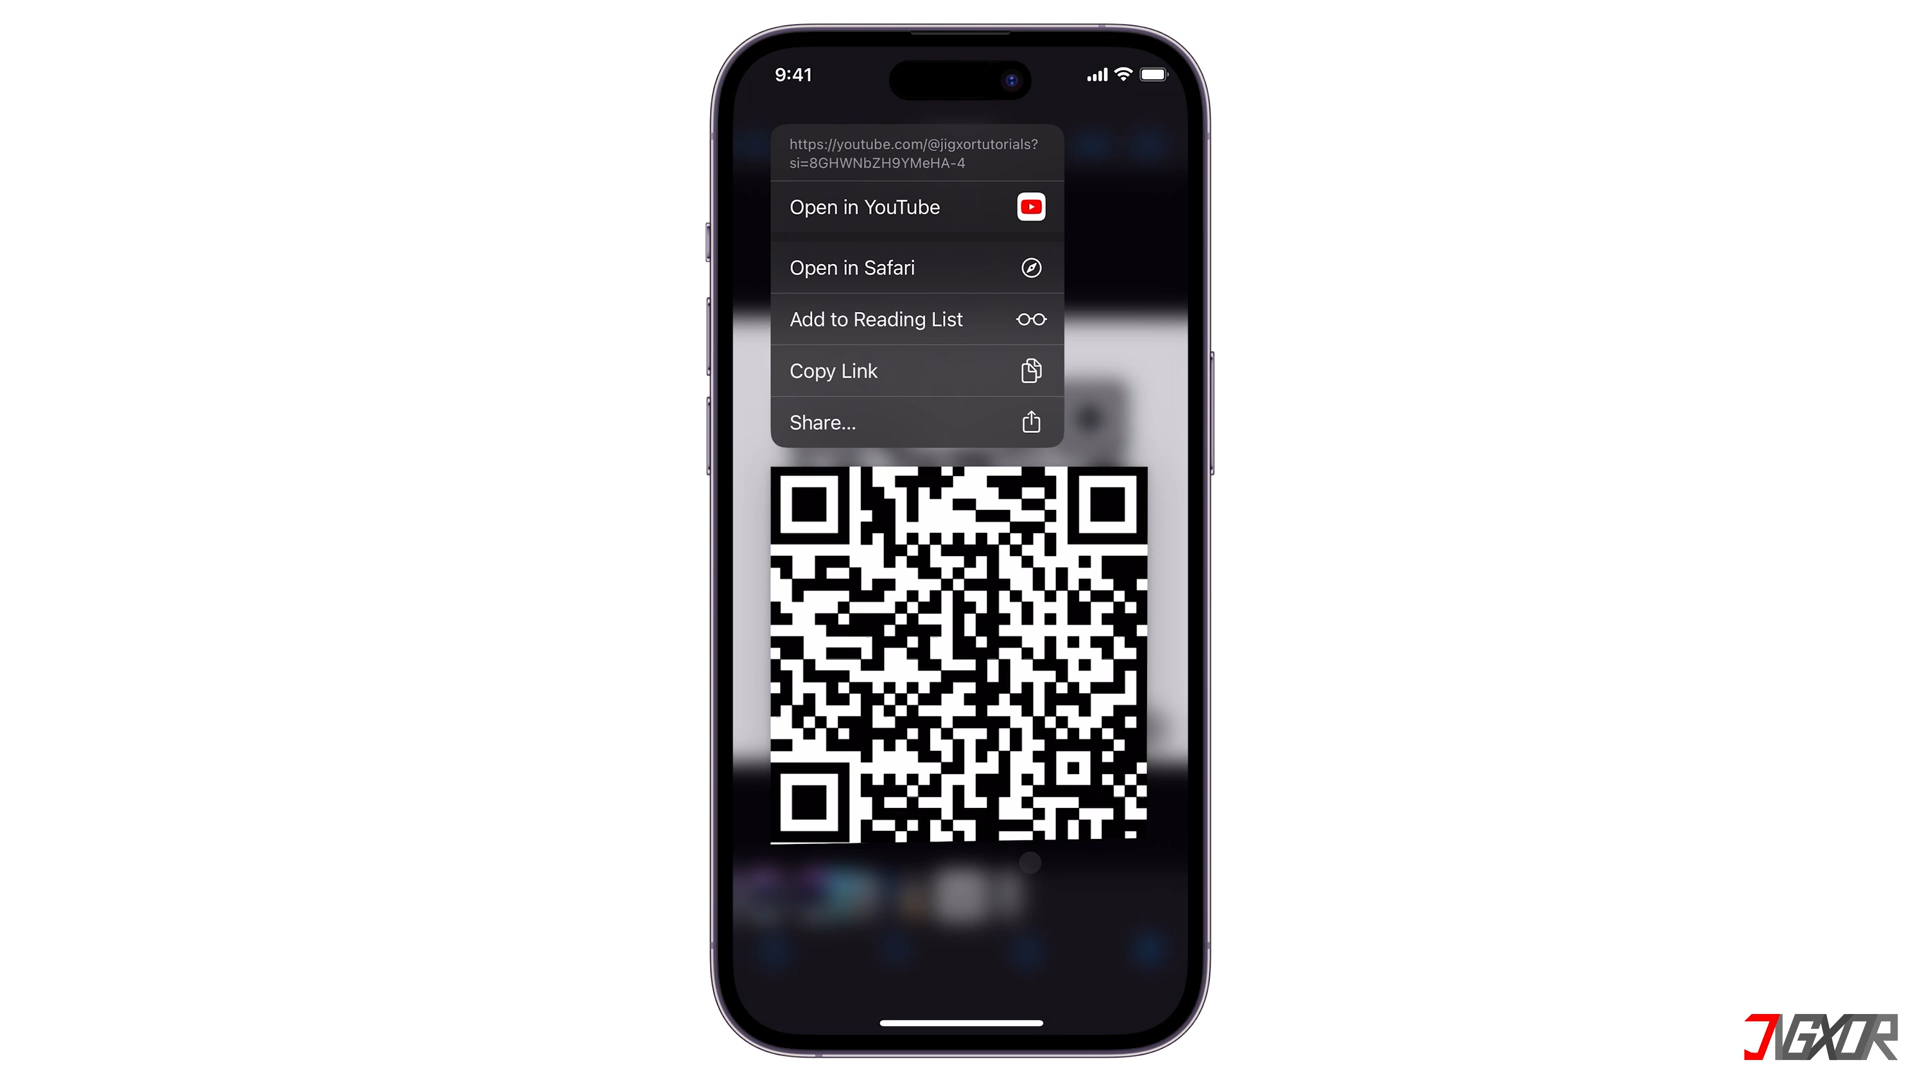 9:41
https://youtube.com/@jigxortutorials?
si=8GHWNbZH9YMeHA-4
Open in YouTube
Open in Safari
Add to Reading List
Copy Link
Share...
JIGXOR